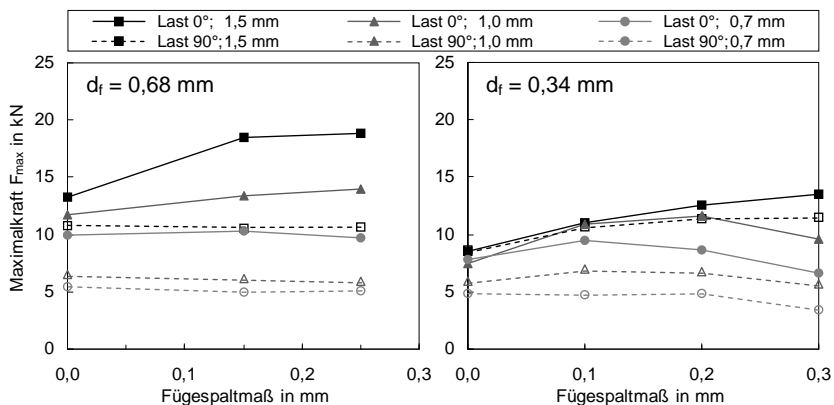 Last 0°; 1,5 mm Last 0°; 1,0 mm Last 0°; 0,7 mm
Last 90°;1,5 mm Last 90°;1,0 mm Last 90°;0,7 mm
Maximalkraft Fmax in kN
25
20
15
10
5
0
df = 0,68 mm
0,0 0,1 0,2 0,3
Fügespaltmaß in mm
25
20
15
10
5
0
df = 0,34 mm
0,0 0,1 0,2 0,3
Fügespaltmaß in mm